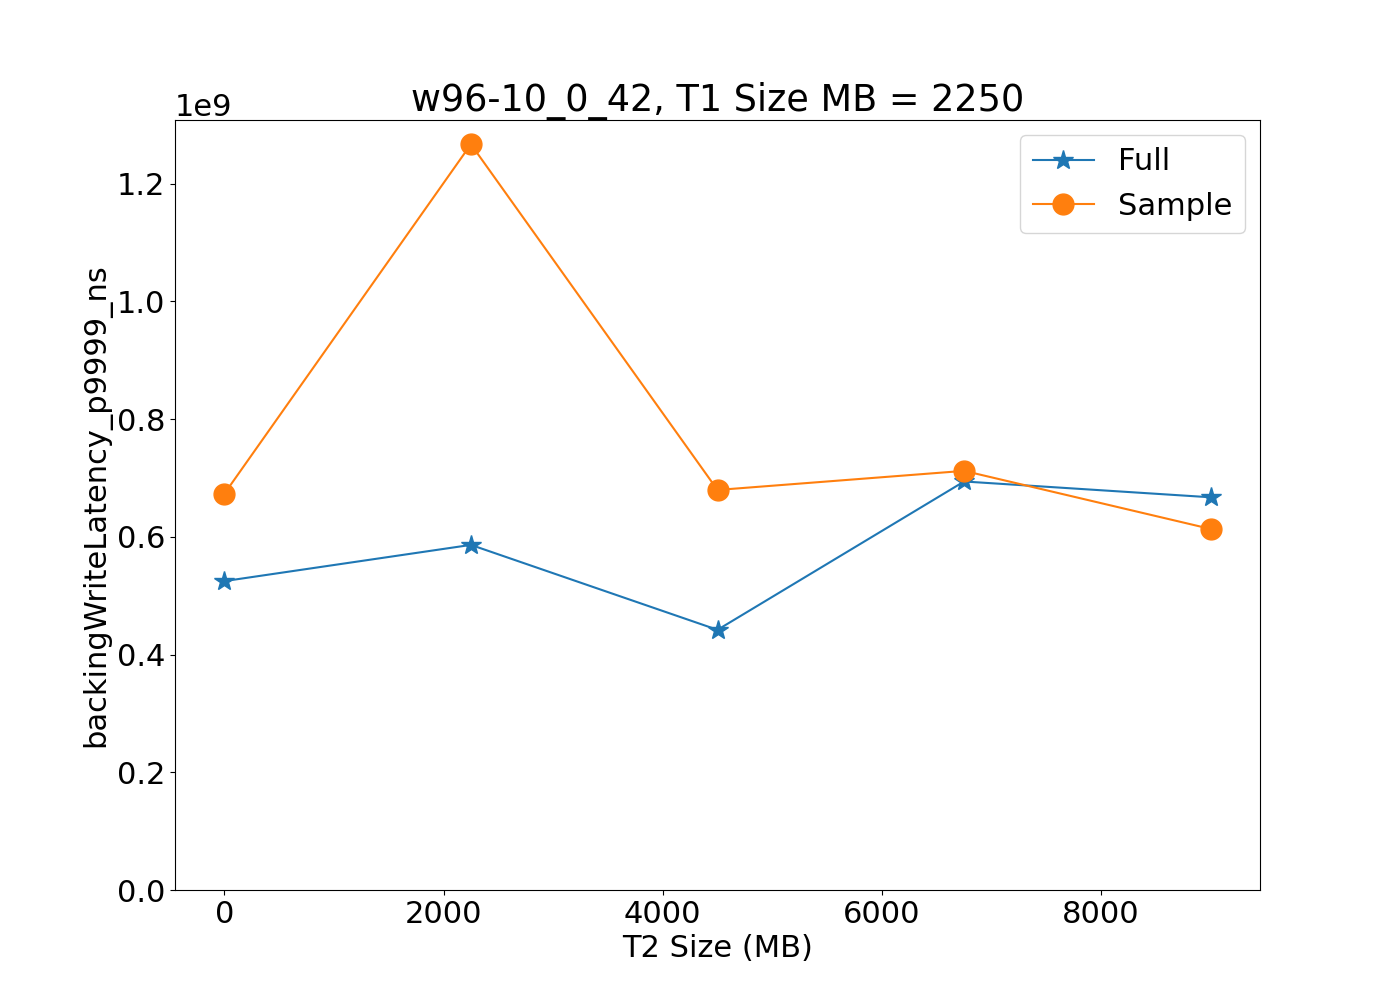 w96-10_0_42, T1 Size MB = 2250
1e9
Full
Sample
1.2
1.0
0.8
0.6
0.4
0.2
0.0
backingWriteLatency_p9999_ns
0 2000 4000 6000 8000
T2 Size (MB)